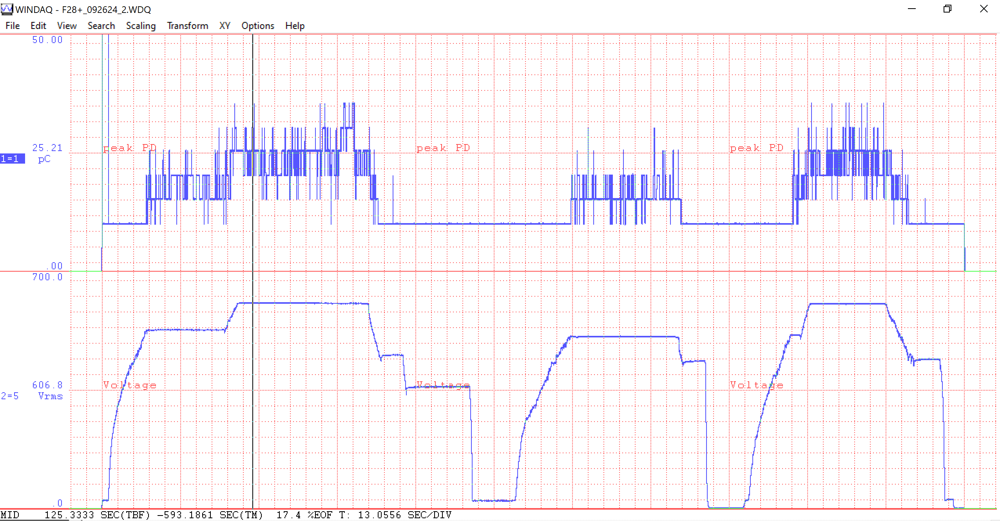 WINDAQ - F28+_092624_2.WDQ
File Edit View Search Scaling Transform XY Options Help
50.00
25.21 peak PD peak PD peak PD
1=1 pC
.00
700.0
606.8 Voltage Voltage Voltage
2=5 Vrms
.0
MID 125.3333 SEC(TBF) -593.1861 SEC(TM) 17.4 %EOF T: 13.0556 SEC/DIV